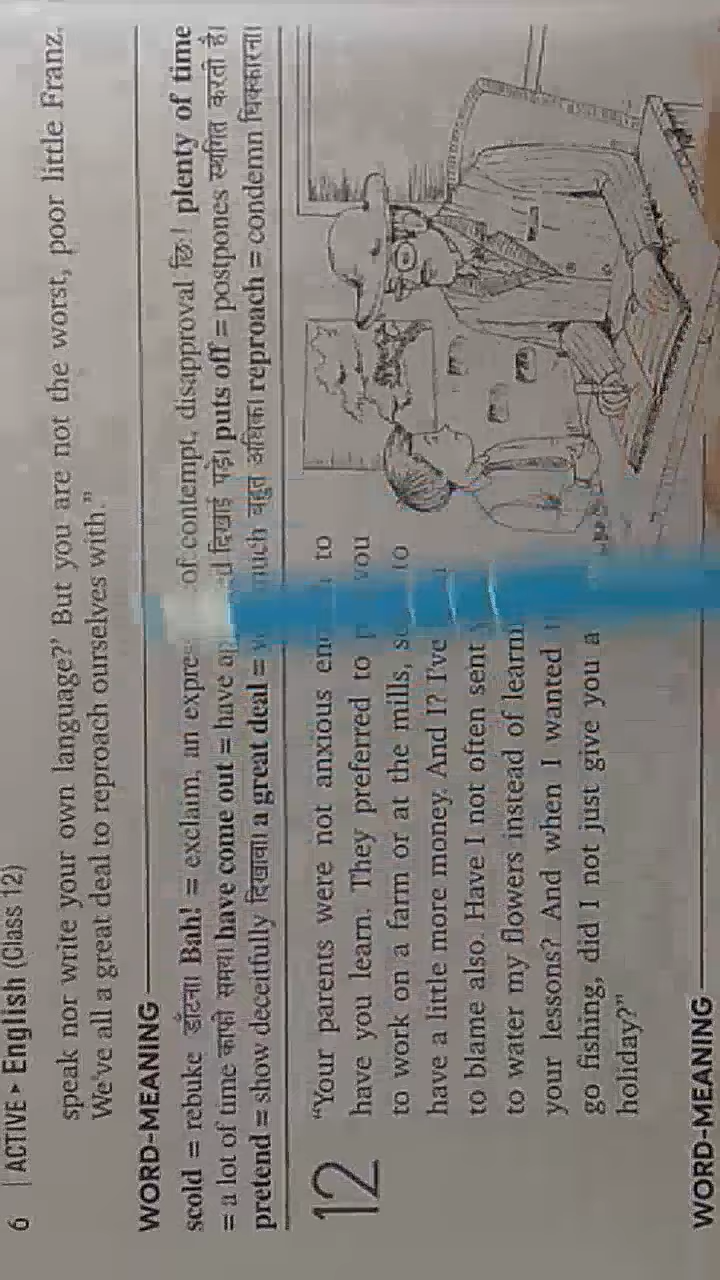 6 | ACTIVE ▸ English (Class 12)
speak nor write your own language?' But you are not the worst, poor little Franz.
We've all a great deal to reproach ourselves with."
WORD-MEANING
scold = rebuke डाँटना। Bah! = exclaim, an of contempt, disapproval छिः! plenty of time
= a lot of time काफी समय। have come out = have दिखाई पड़े। puts off = postpones स्थगित करती है।
pretend = show deceitfully दिखावा। a great deal = much बहुत अधिक। reproach = condemn धिक्कारना।
12 "Your parents were not anxious to
have you learn. They preferred to you
to work on a farm or at the mills, to
have a little more money. And I? I've
to blame also. Have I not often sent
to water my flowers instead of
your lessons? And when I wanted
go fishing, did I not just give you a
holiday?"
WORD-MEANING